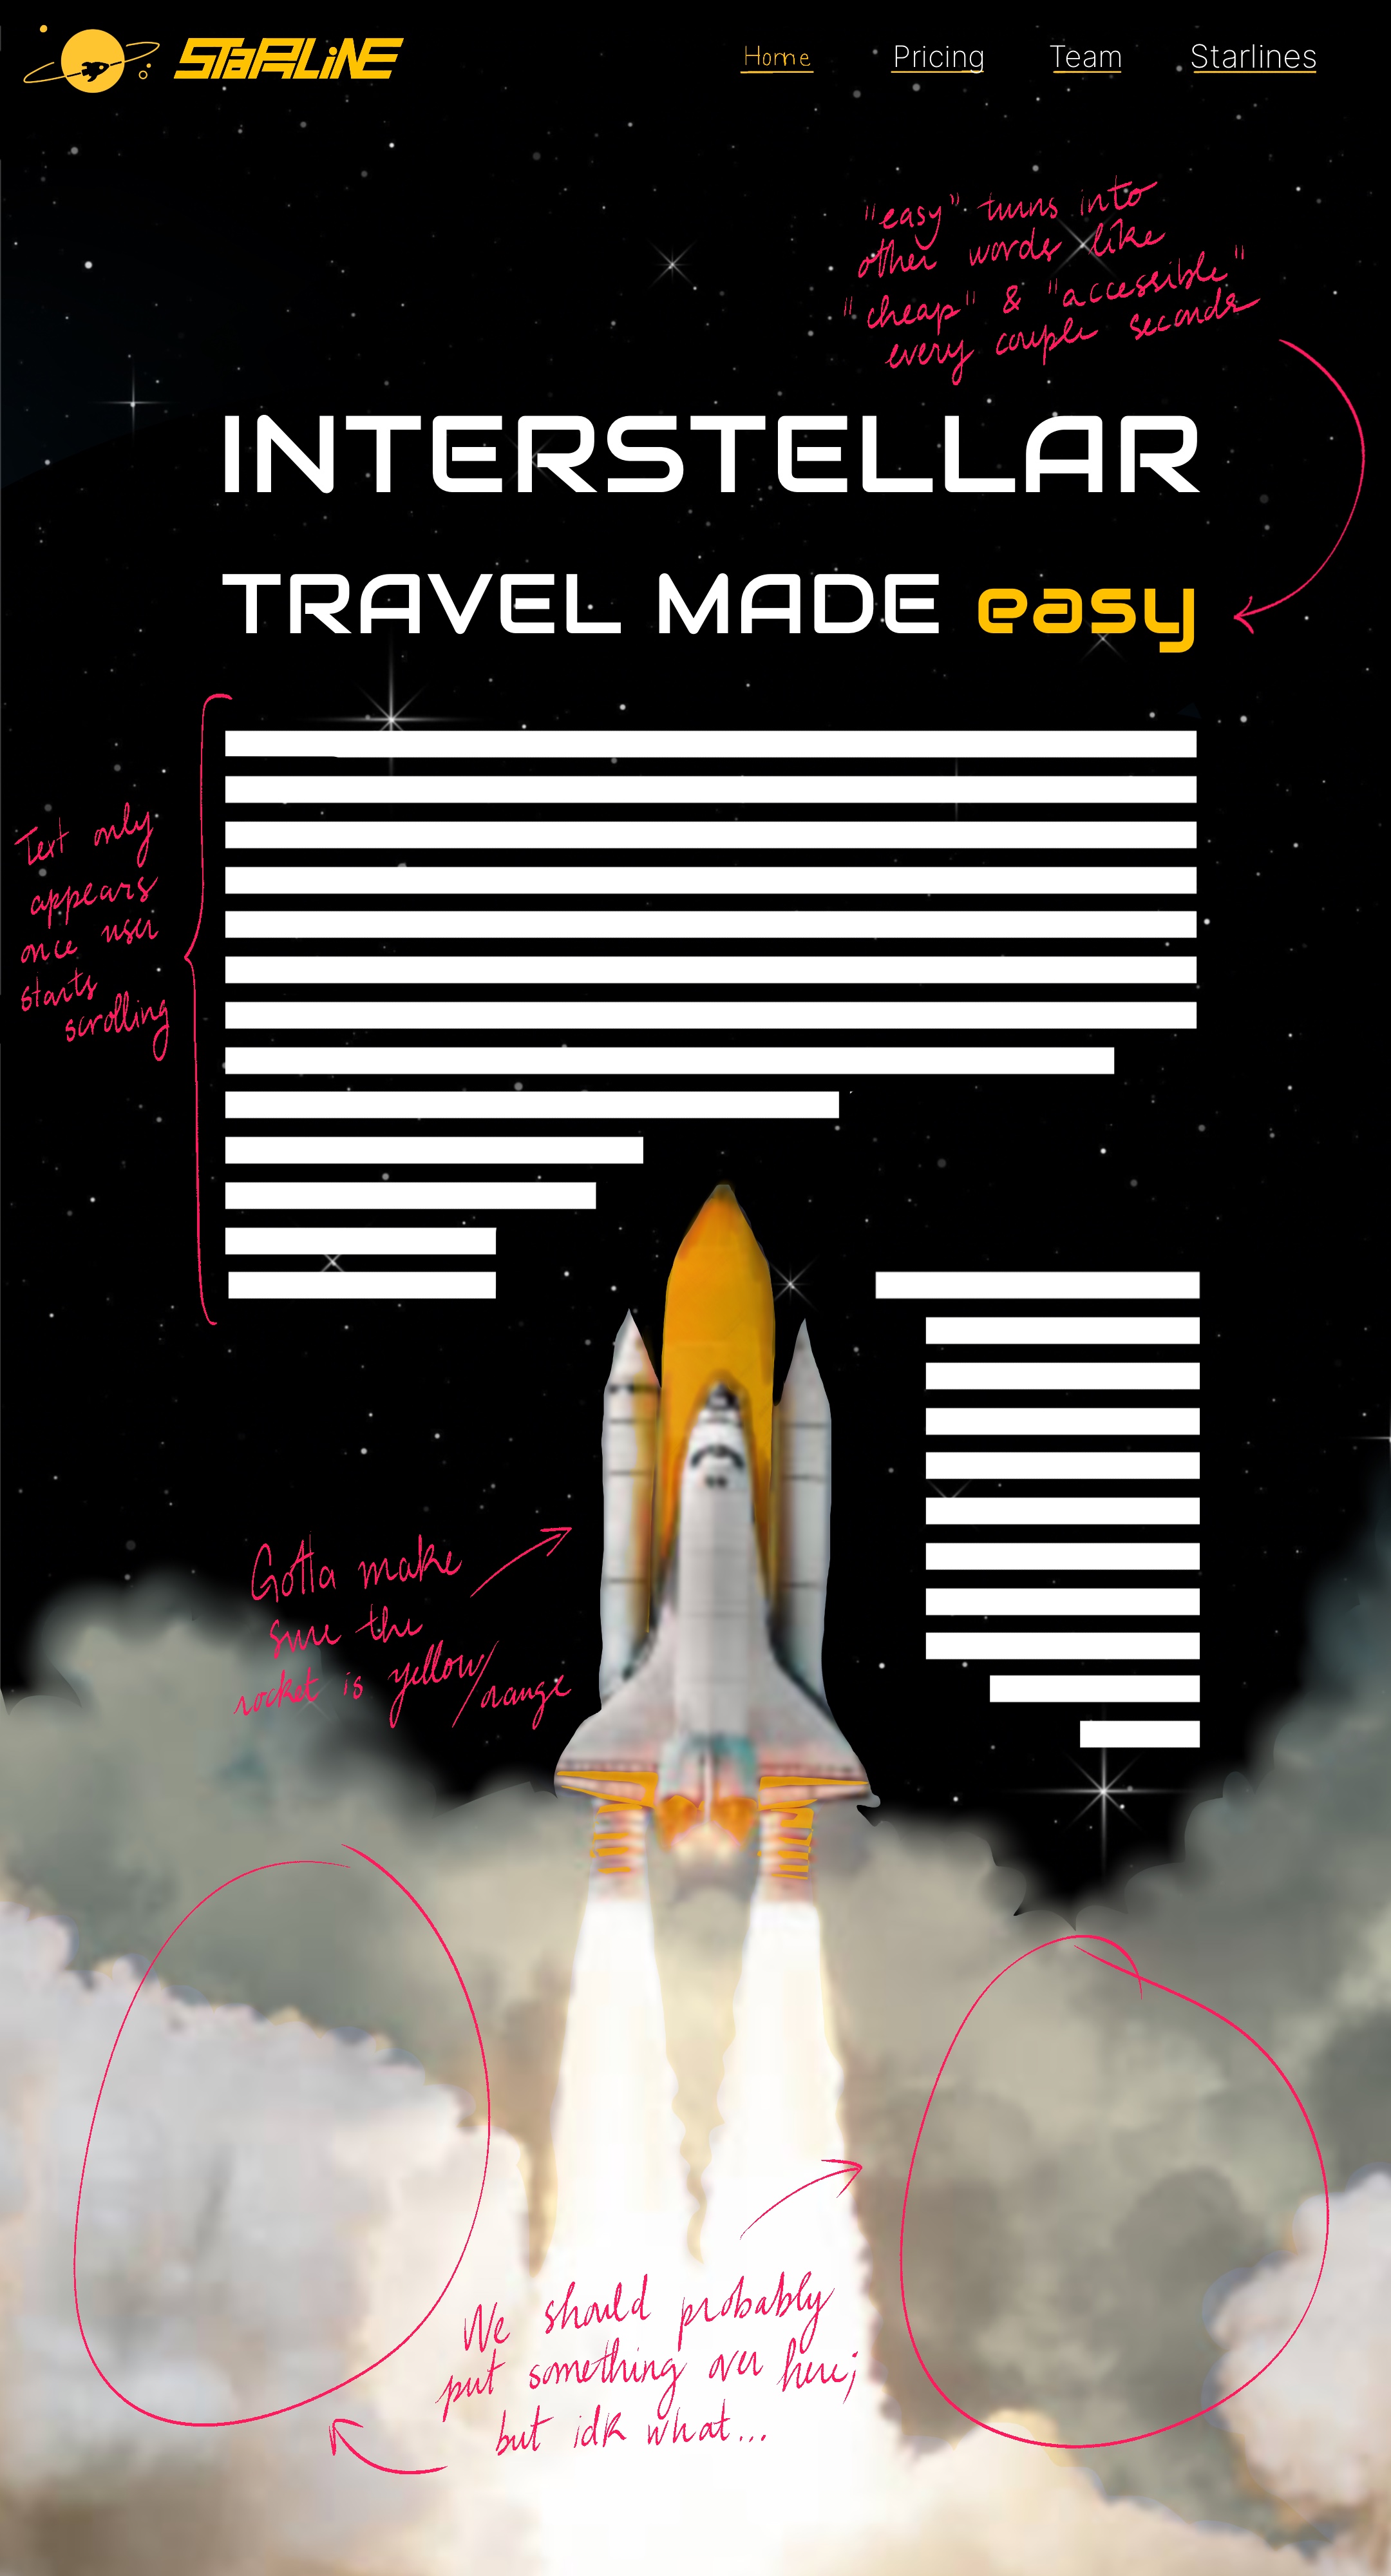 STaRLiNE
Home Pricing Team Starlines
"easy" turns into
other words like
"cheap" & "accessible"
every couple seconds
INTERSTELLAR
TRAVEL MADE easy
Text only
appears
once user
starts
scrolling
Gotta make
sure the
rocket is yellow/orange
We should probably
put something over here;
but idk what...